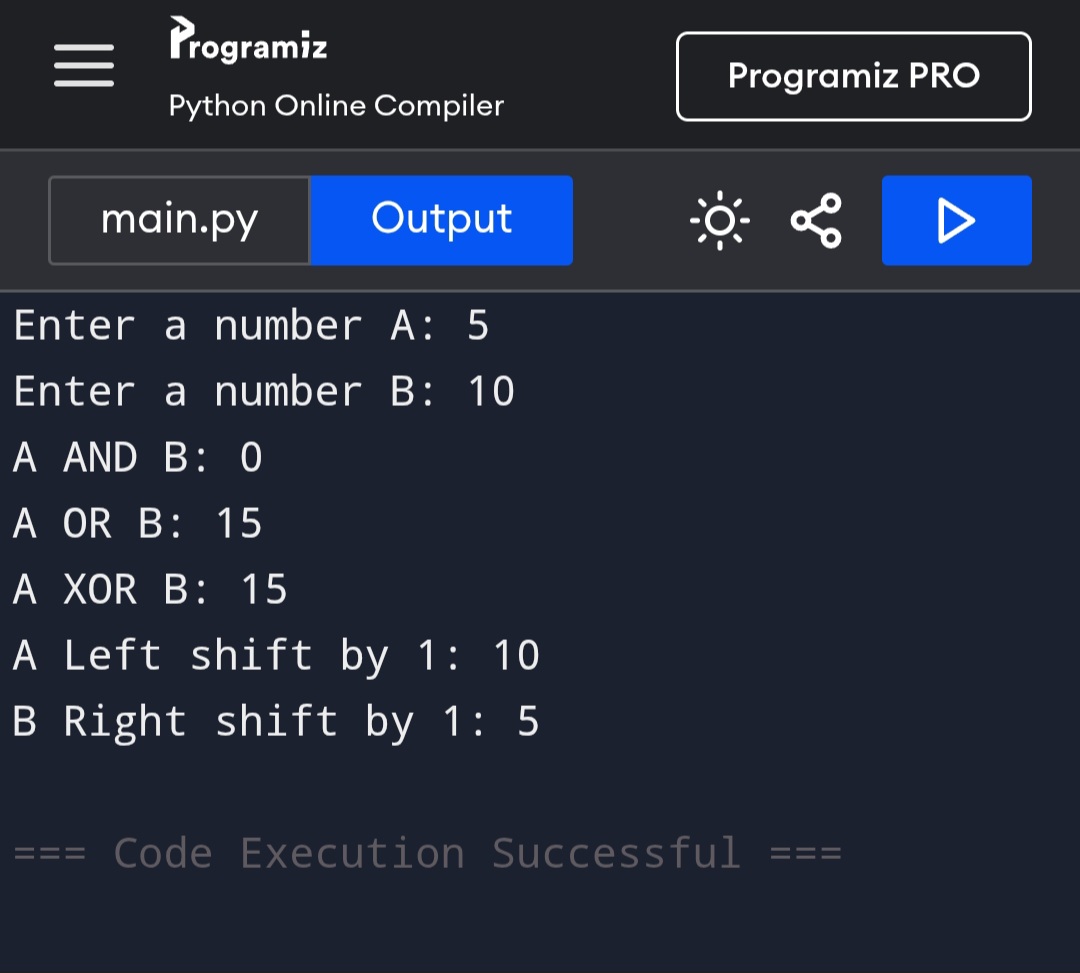 Programiz
Python Online Compiler
Programiz PRO
main.py
Output
Enter a number A: 5
Enter a number B: 10
A AND B: 0
A OR B: 15
A XOR B: 15
A Left shift by 1: 10
B Right shift by 1: 5
=== Code Execution Successful ===